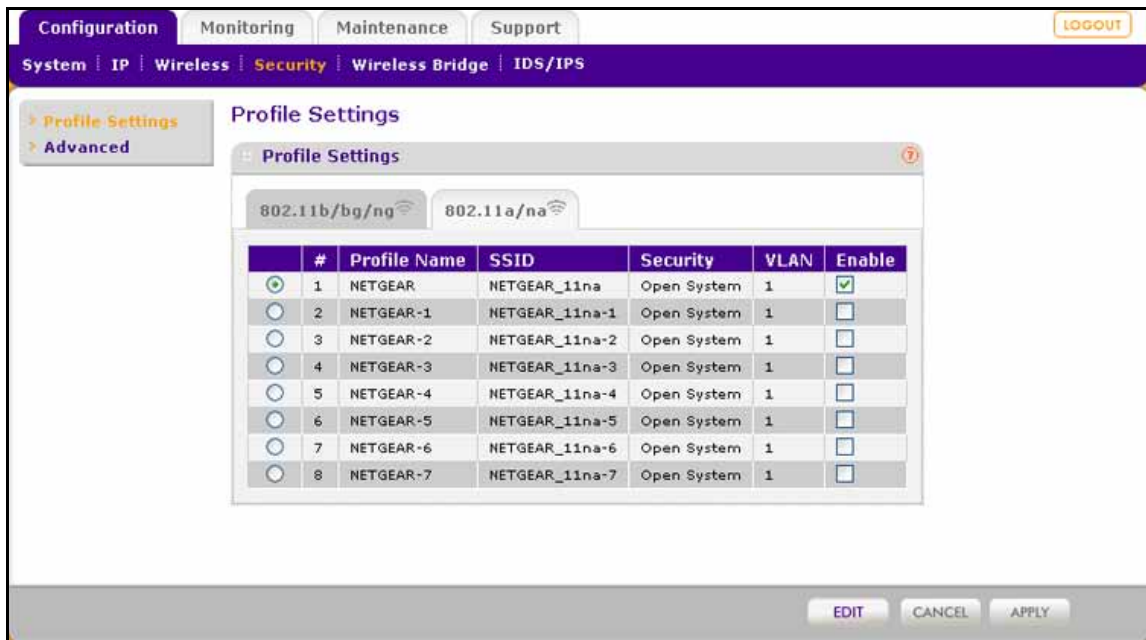 Configuration Monitoring Maintenance Support LOGOUT
System IP Wireless Security Wireless Bridge IDS/IPS
Profile Settings
Advanced
Profile Settings
Profile Settings ?
802.11b/bg/ng 802.11a/na
# Profile Name SSID Security VLAN Enable
1 NETGEAR NETGEAR_11na Open System 1
2 NETGEAR-1 NETGEAR_11na-1 Open System 1
3 NETGEAR-2 NETGEAR_11na-2 Open System 1
4 NETGEAR-3 NETGEAR_11na-3 Open System 1
5 NETGEAR-4 NETGEAR_11na-4 Open System 1
6 NETGEAR-5 NETGEAR_11na-5 Open System 1
7 NETGEAR-6 NETGEAR_11na-6 Open System 1
8 NETGEAR-7 NETGEAR_11na-7 Open System 1
EDIT CANCEL APPLY